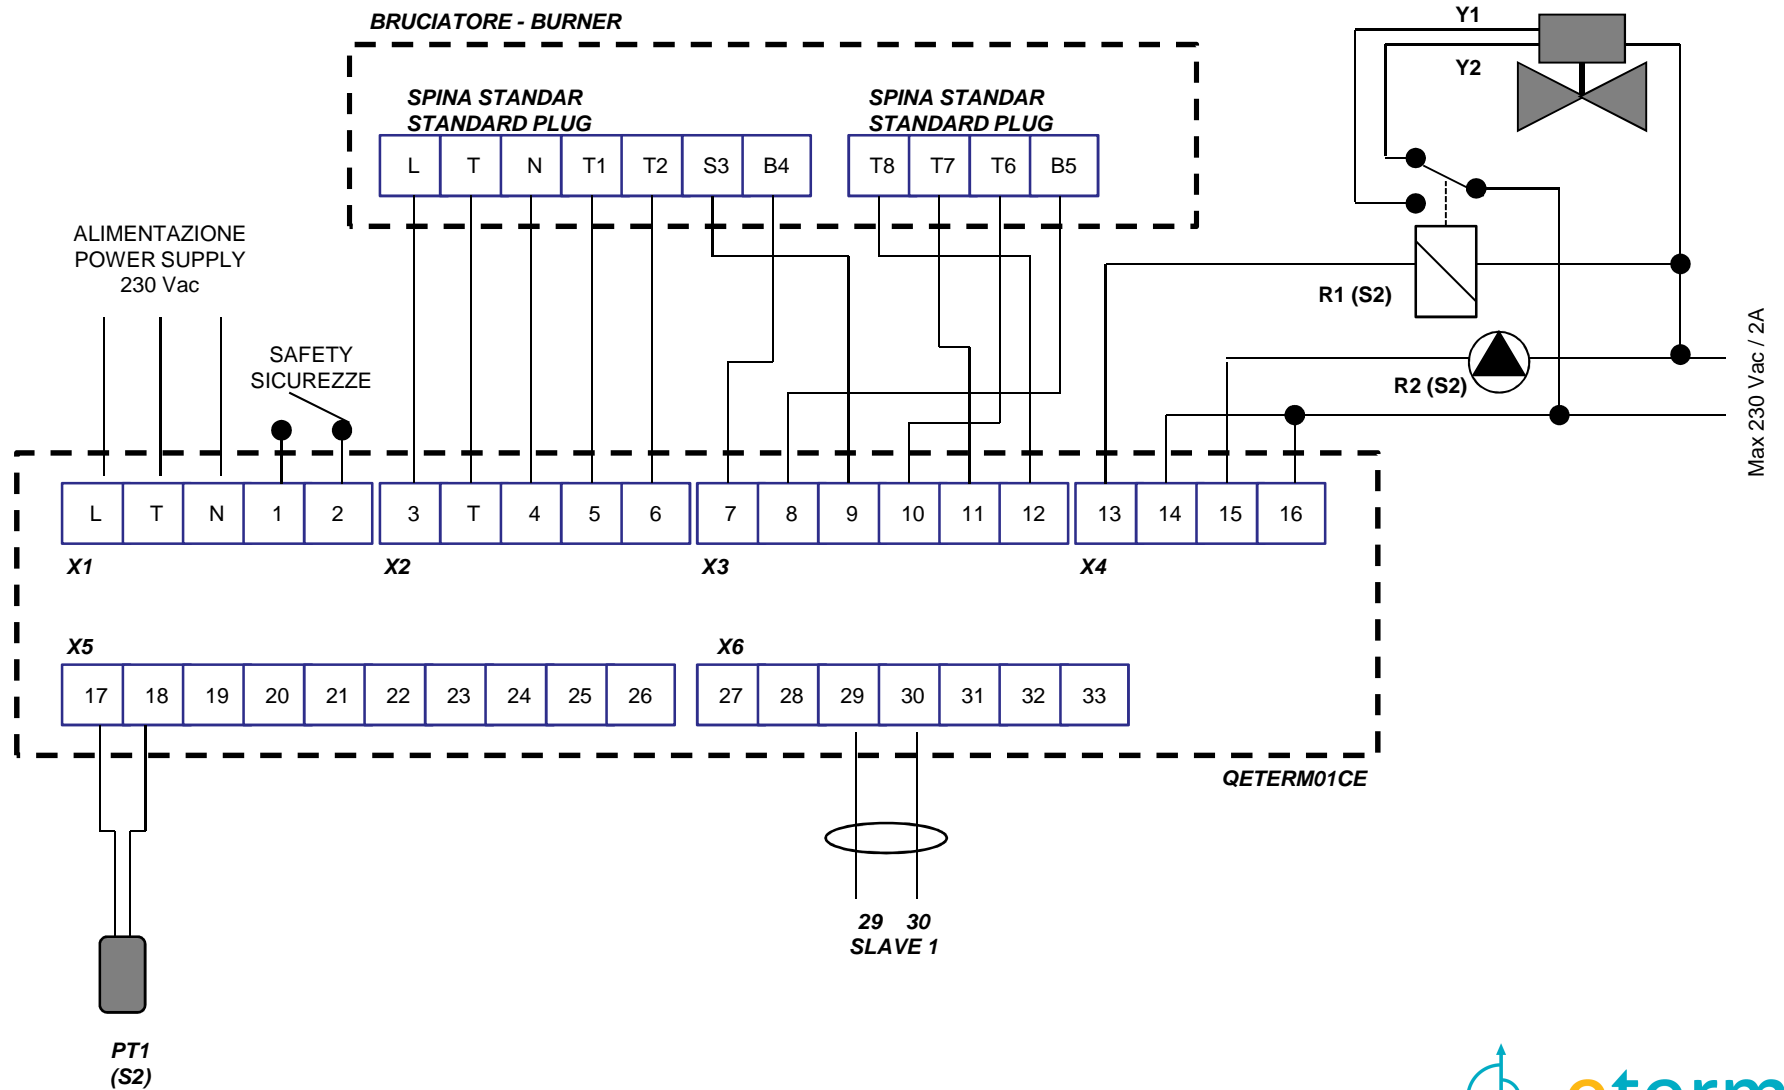 BRUCIATORE - BURNER
Y1
Y2
SPINA STANDAR
STANDARD PLUG
SPINA STANDAR
STANDARD PLUG
L T N T1 T2 S3 B4
T8 T7 T6 B5
ALIMENTAZIONE
POWER SUPPLY
230 Vac
SAFETY
SICUREZZE
R1 (S2)
R2 (S2)
Max 230 Vac / 2A
L T N 1 2 3 T 4 5 6 7 8 9 10 11 12 13 14 15 16
X1 X2 X3 X4
X5 X6
17 18 19 20 21 22 23 24 25 26 27 28 29 30 31 32 33
QETERM01CE
29 30
SLAVE 1
PT1
(S2)
eterm